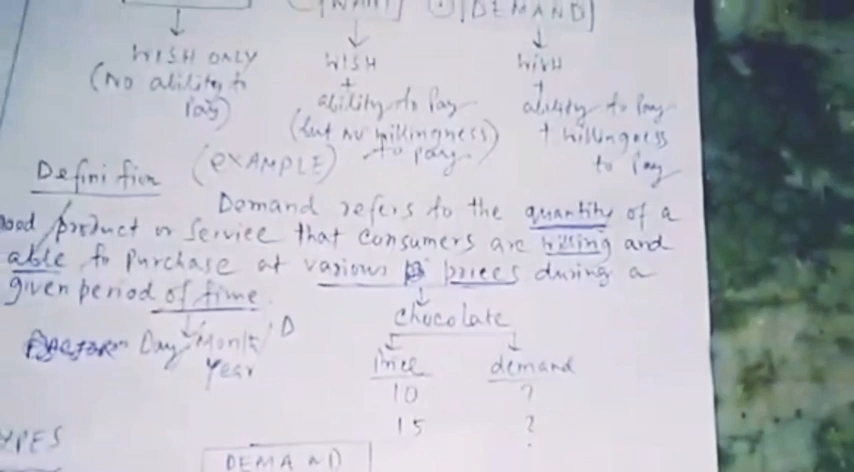 WANT DEMAND
WISH ONLY WISH WISH
(No ability to + +
Pay) ability to Pay ability to Pay
(but no willingness) + willingness
(EXAMPLE) to pay to Pay
Definition
Demand refers to the quantity of a
good/product or Service that consumers are willing and
able to purchase at various prices during a
given period of time.
chocolate
Day/Month/
Year
Price demand
10 ?
15 ?
TYPES
DEMAND